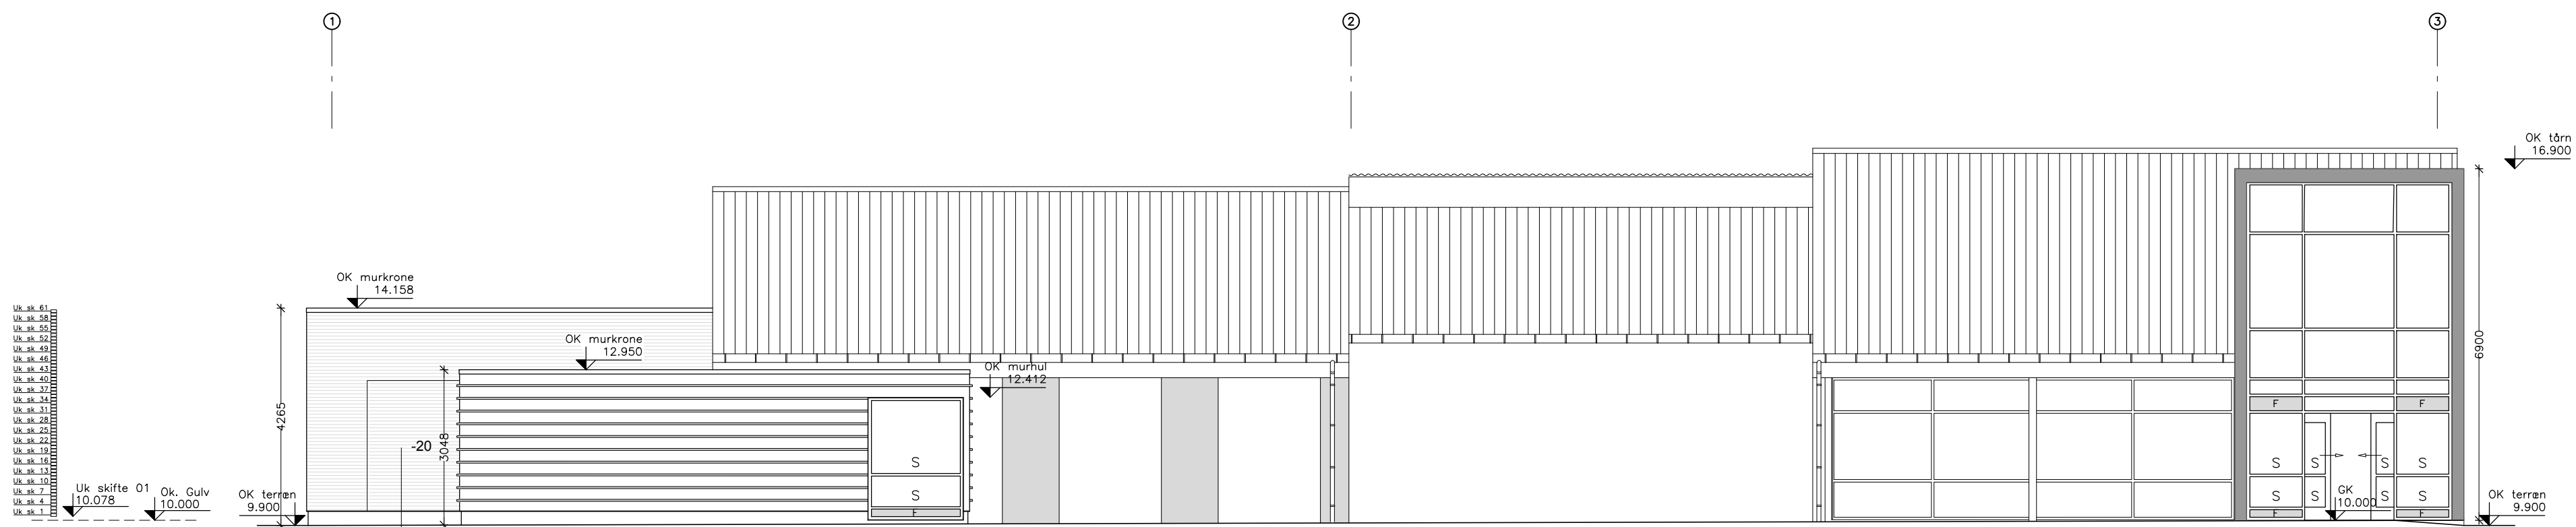 1
2
3
OK tårn
16.900
OK murkrone
14.158
OK murkrone
12.950
OK murhul
12.412
4265
3048
-20
6900
Uk sk 61
Uk sk 58
Uk sk 55
Uk sk 52
Uk sk 49
Uk sk 46
Uk sk 43
Uk sk 40
Uk sk 37
Uk sk 34
Uk sk 31
Uk sk 28
Uk sk 25
Uk sk 22
Uk sk 19
Uk sk 16
Uk sk 13
Uk sk 10
Uk sk 7
Uk sk 4
Uk sk 1
Uk skifte 01
10.078
Ok. Gulv
10.000
OK terræn
9.900
S
S
F
F
F
S
S
S
S
S
S
S
S
F
F
GK
10.000
OK terræn
9.900